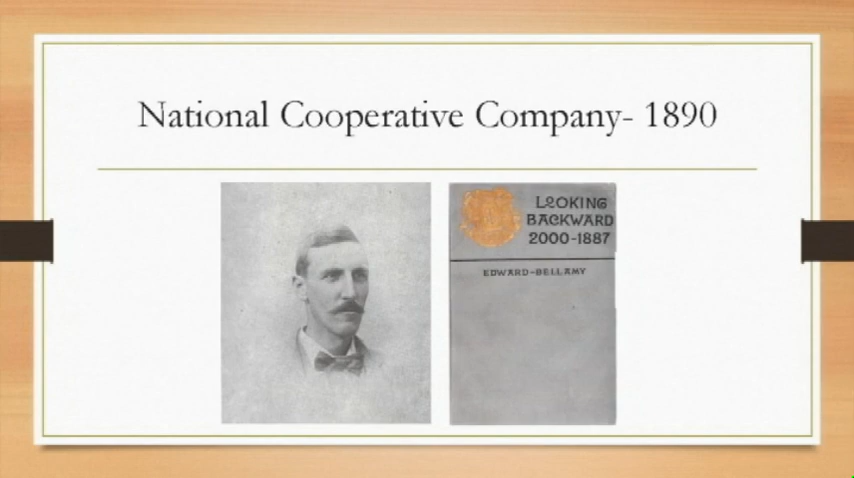 National Cooperative Company- 1890
LOOKING
BACKWARD
2000-1887
EDWARD-BELLAMY